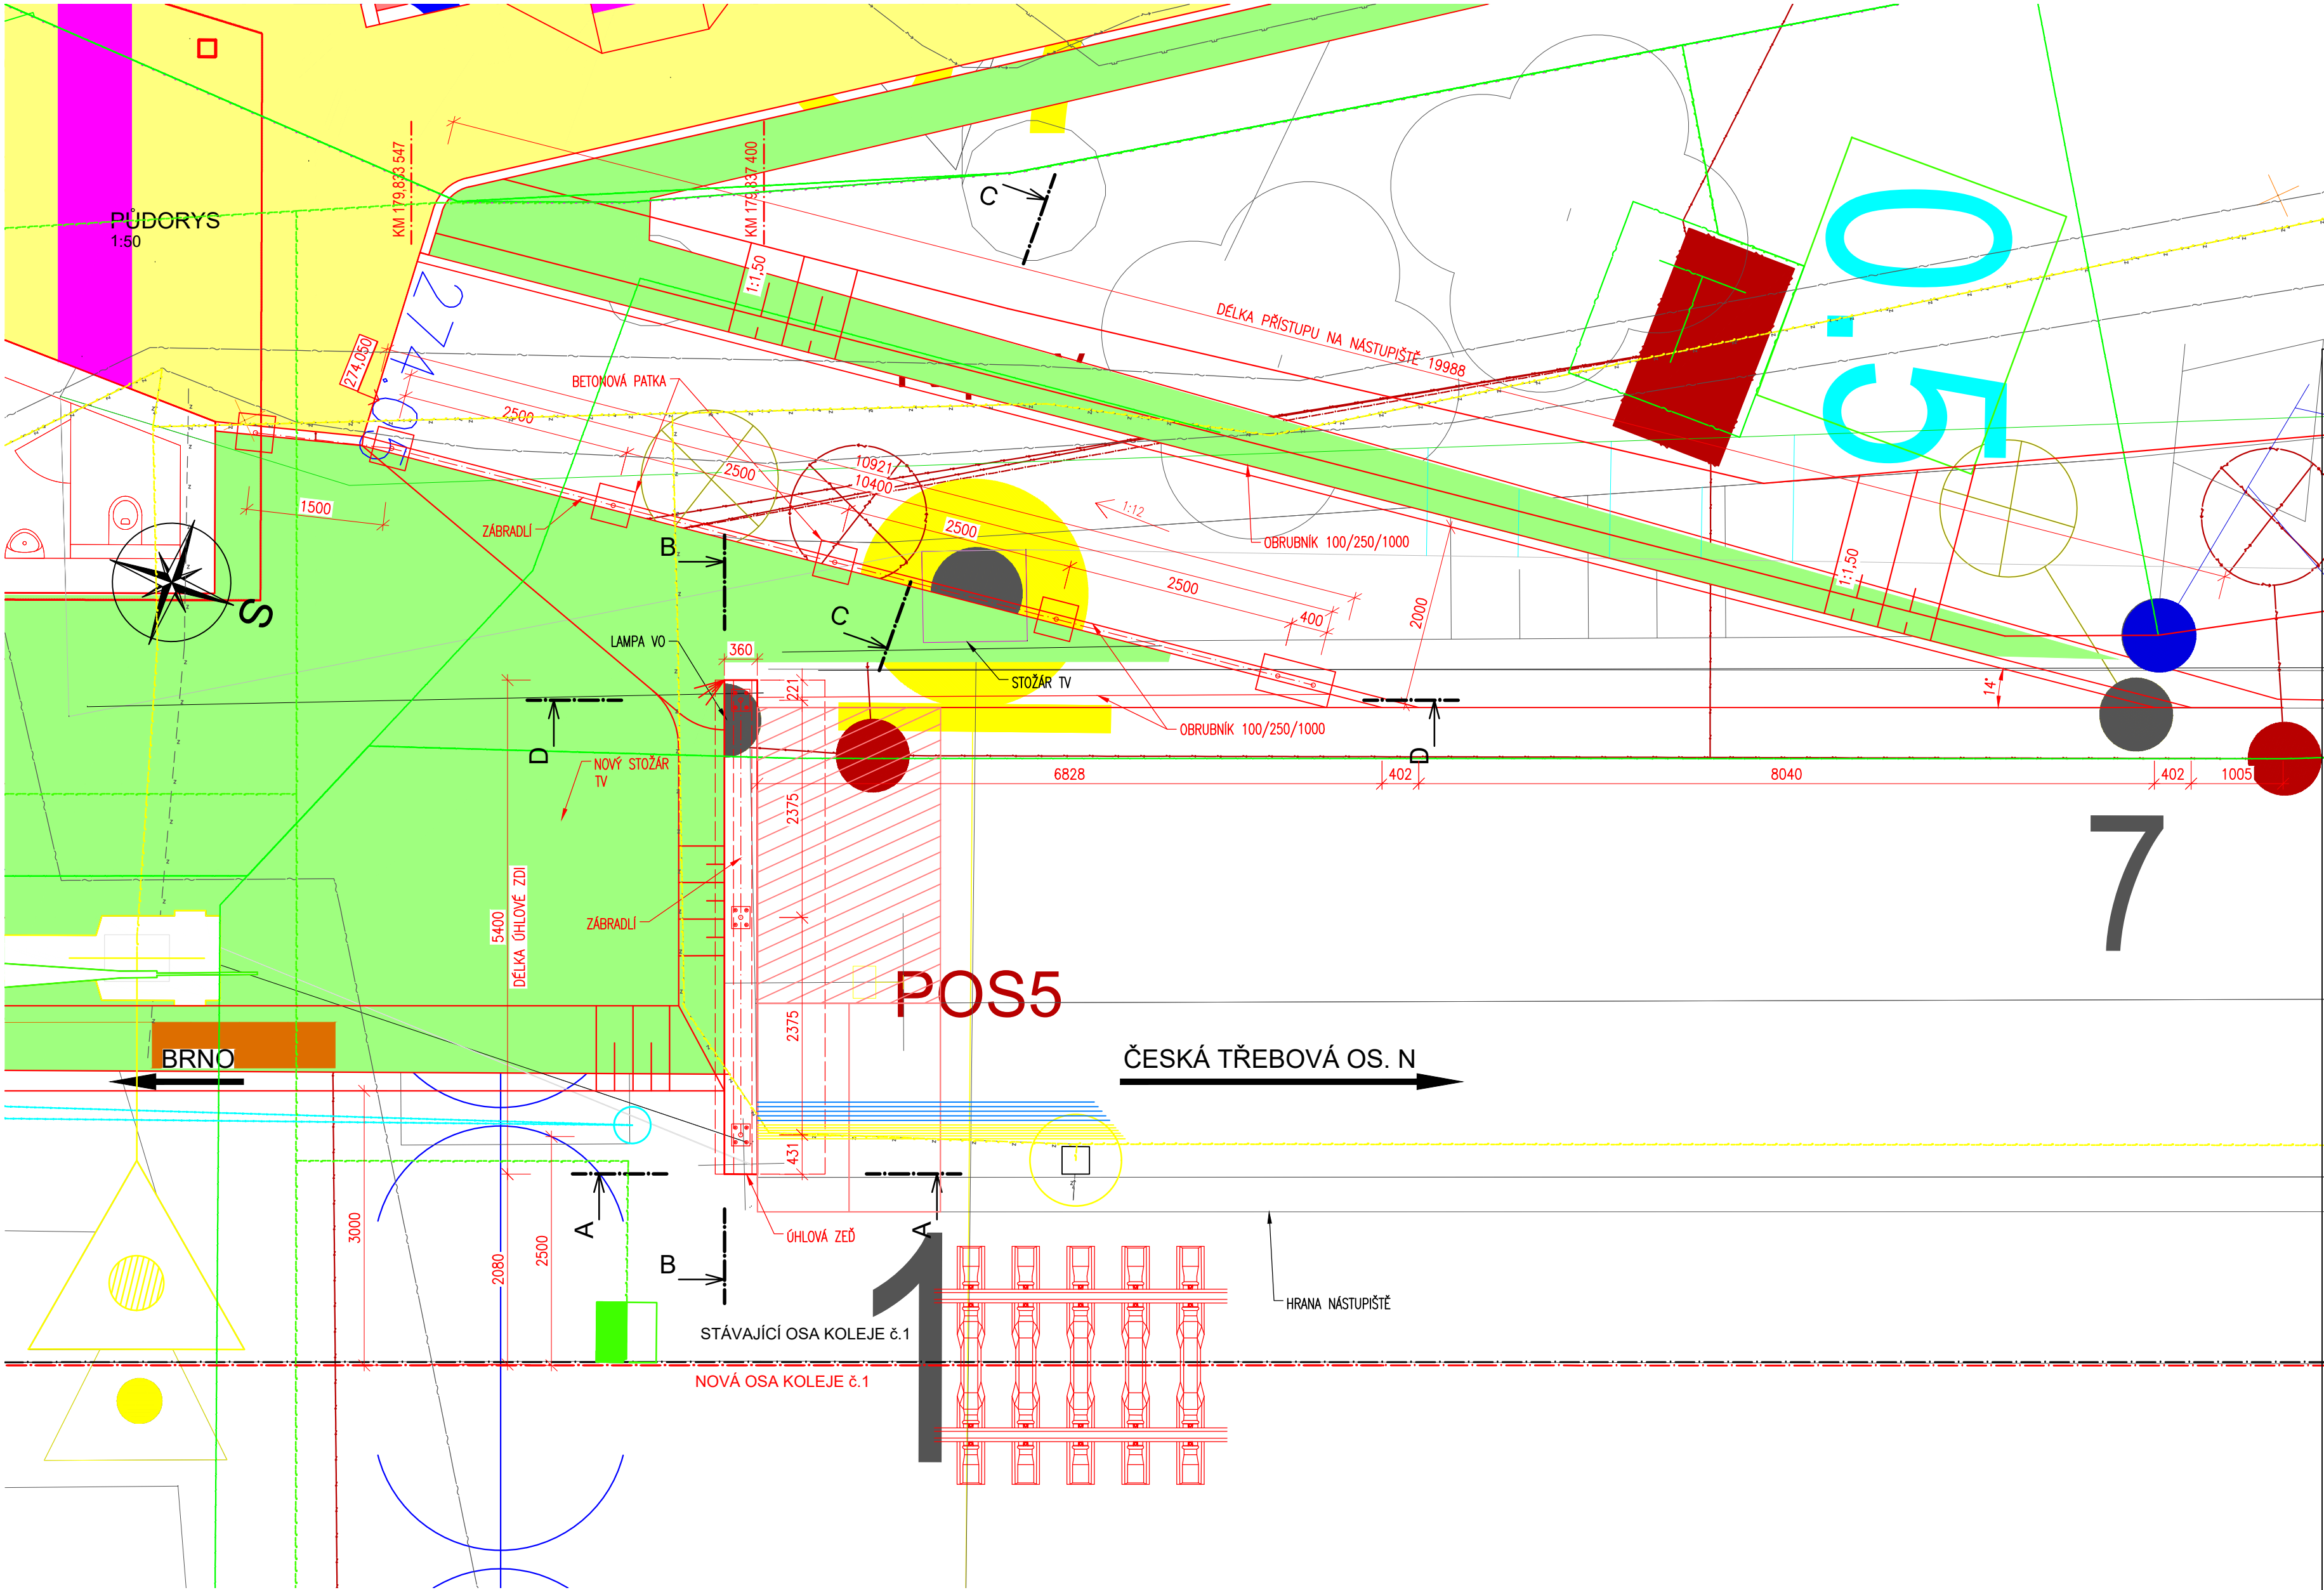 PŮDORYS
1:50
KM 179,833 547
KM 179,837 400
274,050
274.05
1:1,50
C
0.5
DÉLKA PŘÍSTUPU NA NÁSTUPIŠTĚ 19988
BETONOVÁ PATKA
2500
2500
10921
10400
2500
1:12
2500
400
2000
1500
ZÁBRADLÍ
OBRUBNÍK 100/250/1000
1:1,50
S
B
C
LAMPA VO
360
221
STOŽÁR TV
OBRUBNÍK 100/250/1000
14°
D
D
NOVÝ STOŽÁR
TV
6828
402
8040
402
1005
2375
7
5400
DÉLKA ÚHLOVÉ ZDI
ZÁBRADLÍ
POS5
2375
BRNO
ČESKÁ TŘEBOVÁ OS. N
431
3000
2080
2500
A
A
B
ÚHLOVÁ ZEĎ
1
HRANA NÁSTUPIŠTĚ
STÁVAJÍCÍ OSA KOLEJE č.1
NOVÁ OSA KOLEJE č.1